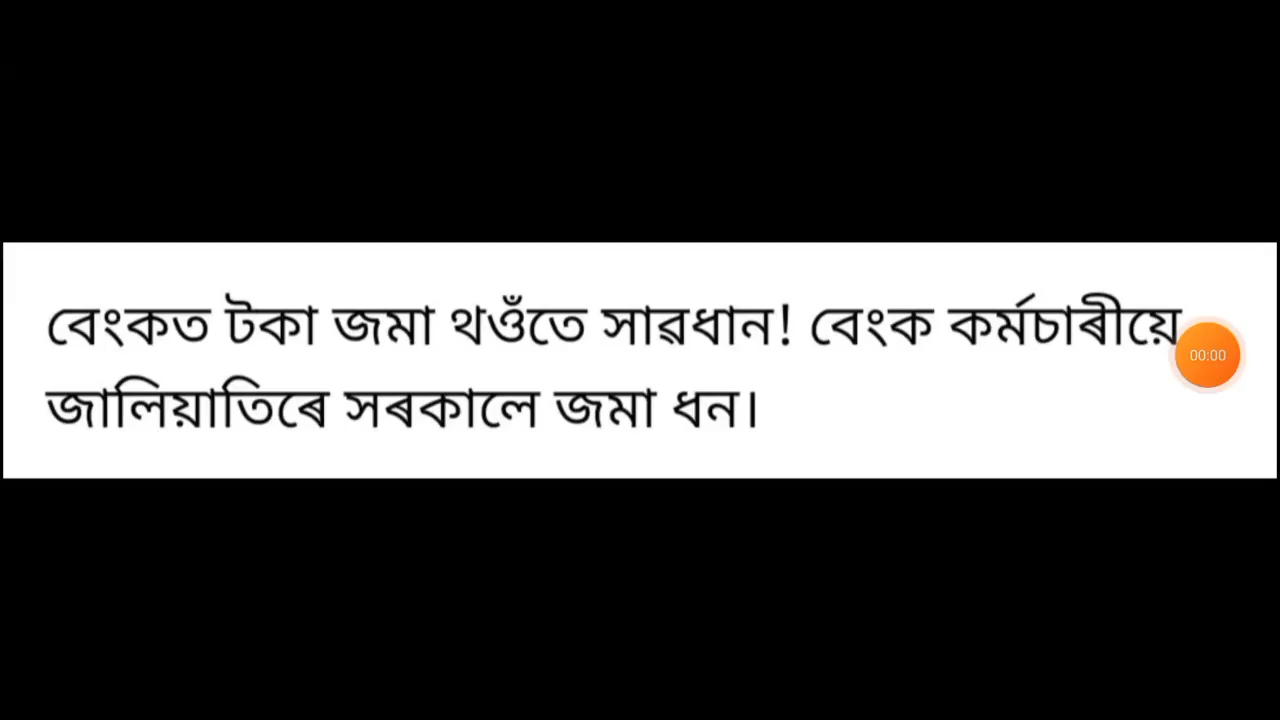 বেংকত টকা জমা থওঁতে সাৱধান! বেংক কৰ্মচাৰীয়ে
জালিয়াতিৰে সৰকালে জমা ধন।
00:00